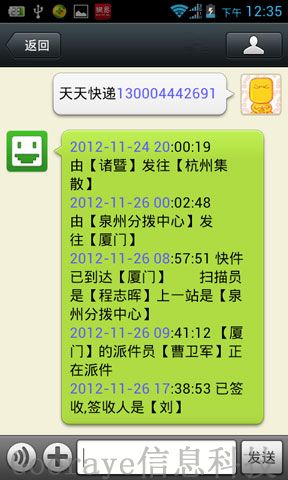 下午 12:35
返回
天天快递130004442691
2012-11-24 20:00:19
由【诸暨】发往【杭州集
散】
2012-11-26 00:02:48
由【泉州分拨中心】发
往【厦门】
2012-11-26 08:57:51 快件
已到达【厦门】 扫描员
是【程志晖】上一站是【泉
州分拨中心】
2012-11-26 09:41:12 【厦
门】的派件员【曹卫军】正
在派件
2012-11-26 17:38:53 已签
收,签收人是【刘】
发送
信息科技